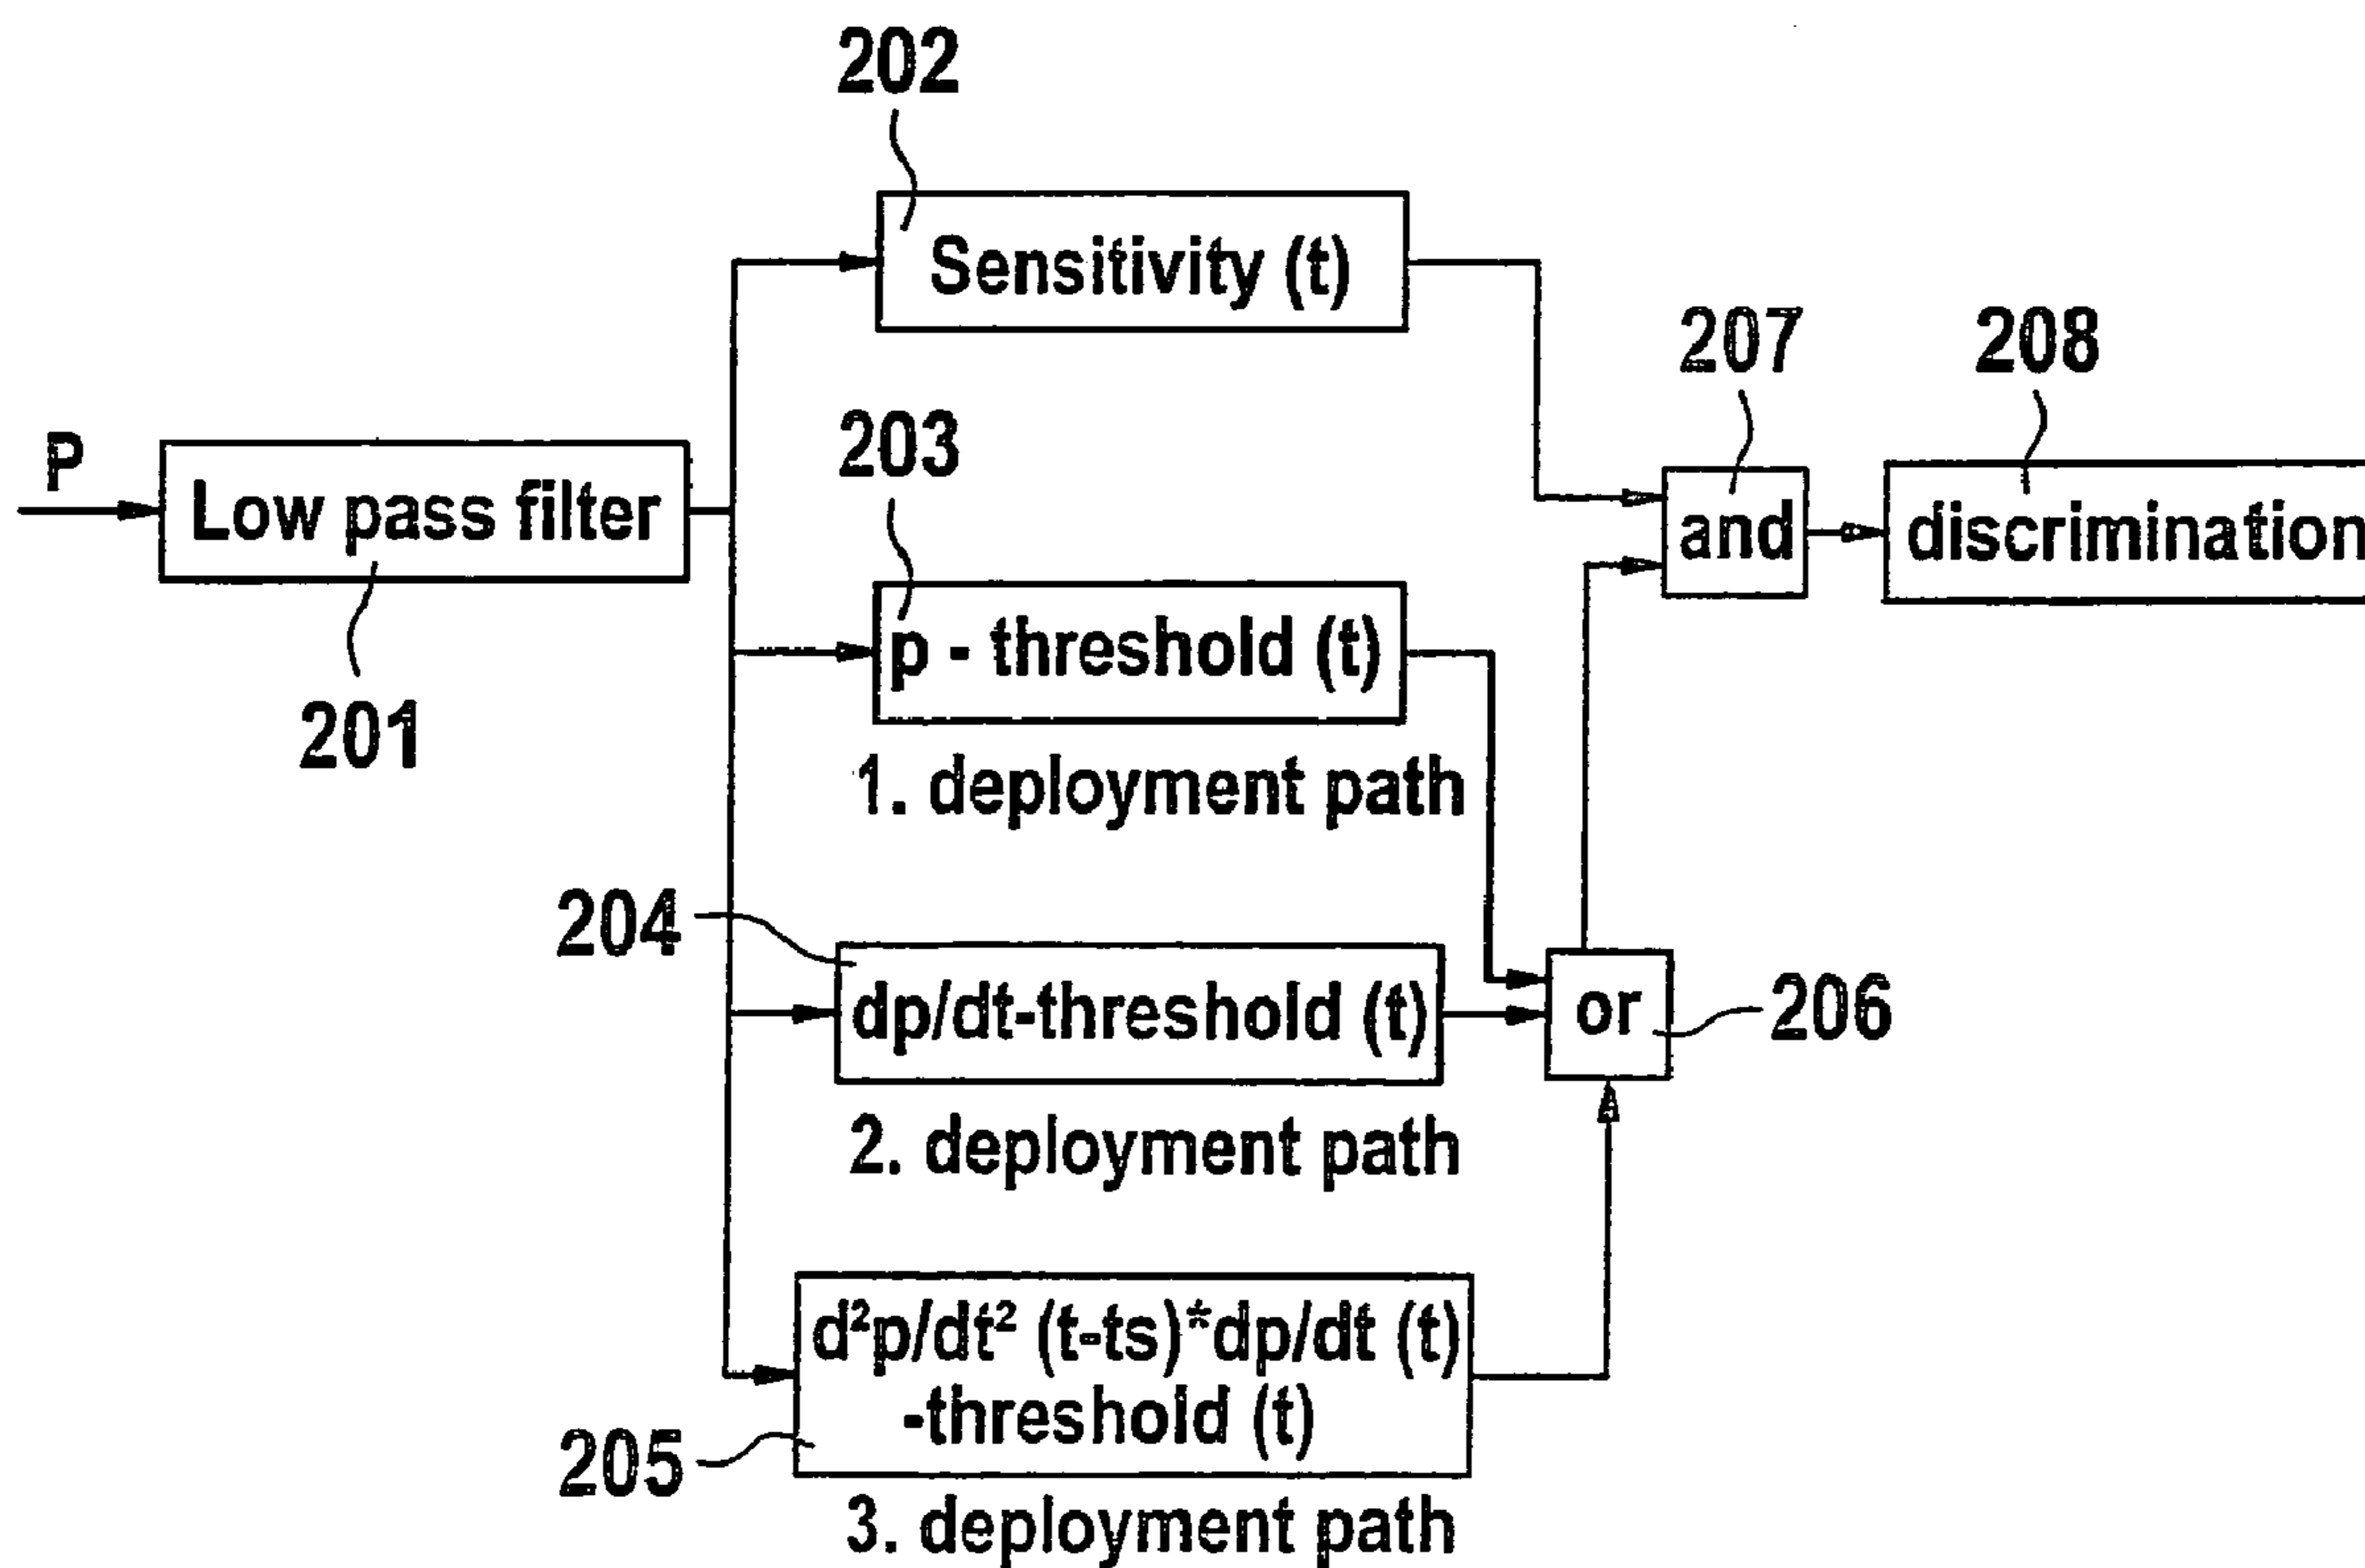 202
Sensitivity (t)
207
208
P
Low pass filter
203
and
discrimination
p - threshold (t)
201
1. deployment path
204
dp/dt-threshold (t)
or
206
2. deployment path
d²p/dt² (t-ts)*dp/dt (t)
-threshold (t)
205
3. deployment path